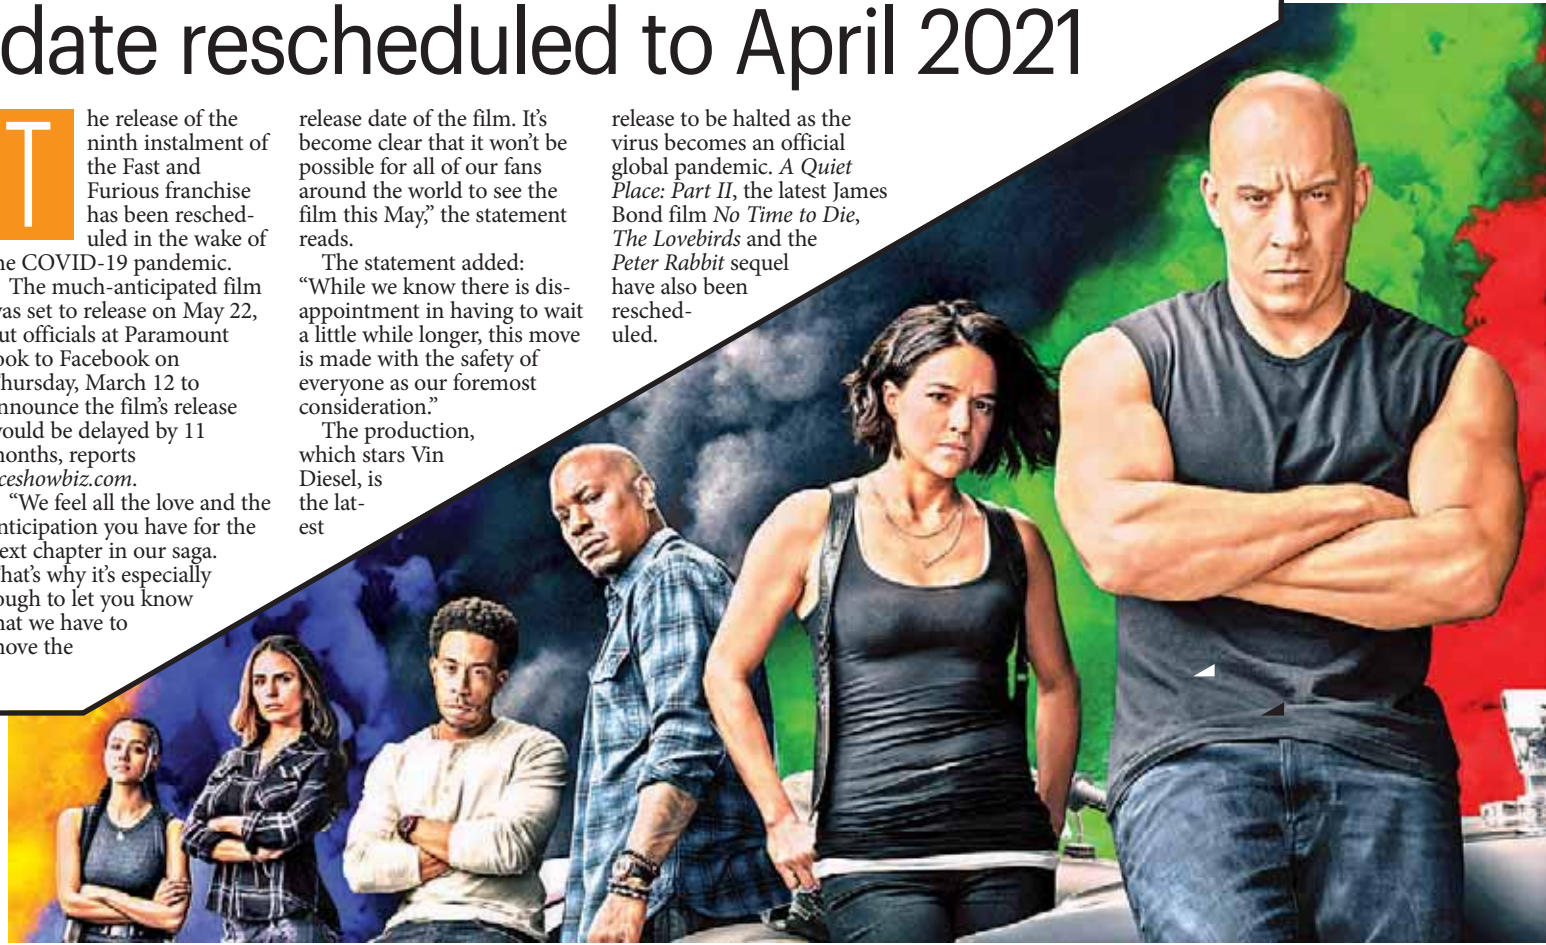 date rescheduled to April 2021
The release of the
ninth instalment of
the Fast and
Furious franchise
has been resched-
uled in the wake of
he COVID-19 pandemic.
The much-anticipated film
was set to release on May 22,
ut officials at Paramount
ook to Facebook on
hursday, March 12 to
nnounce the film's release
would be delayed by 11
months, reports
ceshowbiz.com.
“We feel all the love and the
nticipation you have for the
ext chapter in our saga.
That's why it's especially
ough to let you know
hat we have to
move the
release date of the film. It's
become clear that it won't be
possible for all of our fans
around the world to see the
film this May,” the statement
reads.
The statement added:
“While we know there is dis-
appointment in having to wait
a little while longer, this move
is made with the safety of
everyone as our foremost
consideration.”
The production,
which stars Vin
Diesel, is
the lat-
est
release to be halted as the
virus becomes an official
global pandemic. A Quiet
Place: Part II, the latest James
Bond film No Time to Die,
The Lovebirds and the
Peter Rabbit sequel
have also been
resched-
uled.